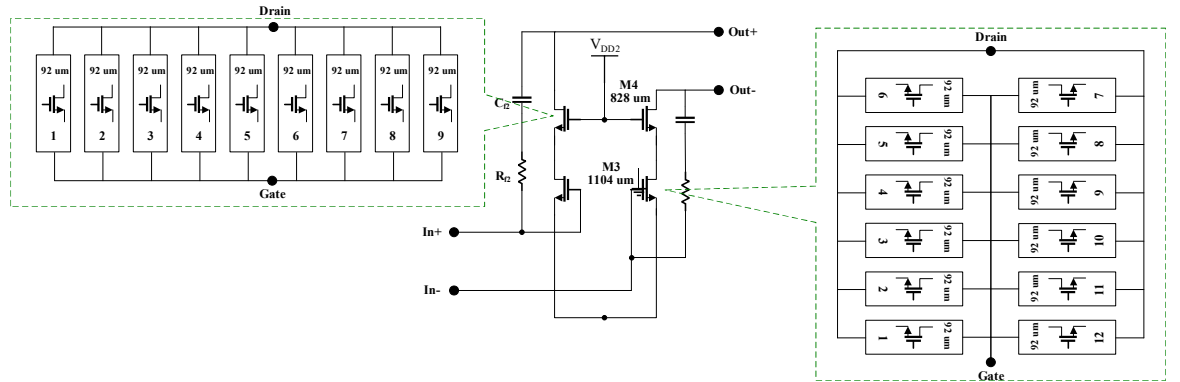 Drain
92 um 92 um 92 um 92 um 92 um 92 um 92 um 92 um 92 um
1 2 3 4 5 6 7 8 9
Gate
Out+
V_DD2
M4
828 um
Out-
C_f2
M3
1104 um
R_f2
In+
In-
Drain
6 92 um 92 um 7
5 92 um 92 um 8
4 92 um 92 um 9
3 92 um 92 um 10
2 92 um 92 um 11
1 92 um 92 um 12
Gate